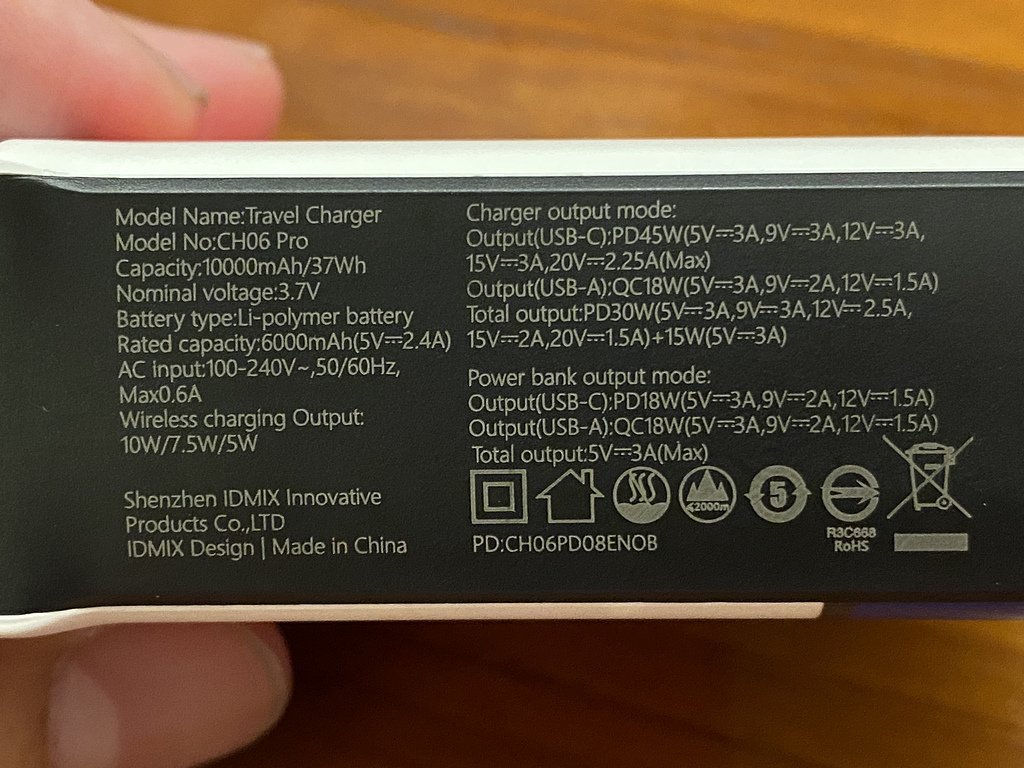 Model Name:Travel Charger
Model No:CH06 Pro
Capacity:10000mAh/37Wh
Nominal voltage:3.7V
Battery type:Li-polymer battery
Rated capacity:6000mAh(5V⎓2.4A)
AC input:100-240V~,50/60Hz,
Max0.6A
Wireless charging Output:
10W/7.5W/5W
Shenzhen IDMIX Innovative
Products Co.,LTD
IDMIX Design | Made in China
Charger output mode:
Output(USB-C):PD45W(5V⎓3A,9V⎓3A,12V⎓3A,
15V⎓3A,20V⎓2.25A(Max)
Output(USB-A):QC18W(5V⎓3A,9V⎓2A,12V⎓1.5A)
Total output:PD30W(5V⎓3A,9V⎓3A,12V⎓2.5A,
15V⎓2A,20V⎓1.5A)+15W(5V⎓3A)
Power bank output mode:
Output(USB-C):PD18W(5V⎓3A,9V⎓2A,12V⎓1.5A)
Output(USB-A):QC18W(5V⎓3A,9V⎓2A,12V⎓1.5A)
Total output:5V⎓3A(Max)
≤2000m
5
RoHS
PD:CH06PD08ENOB